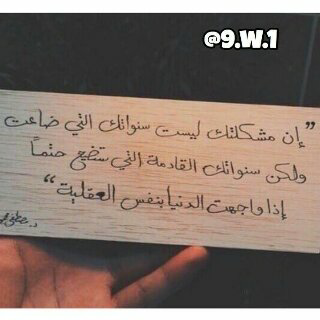 @9.W.1
”إن مشكلتك ليست سنواتك التي ضاعت
ولكن سنواتك القادمة التي ستضيع حتماً
إذا واجهت الدنيا بنفس العقلية“
د. مصطفى